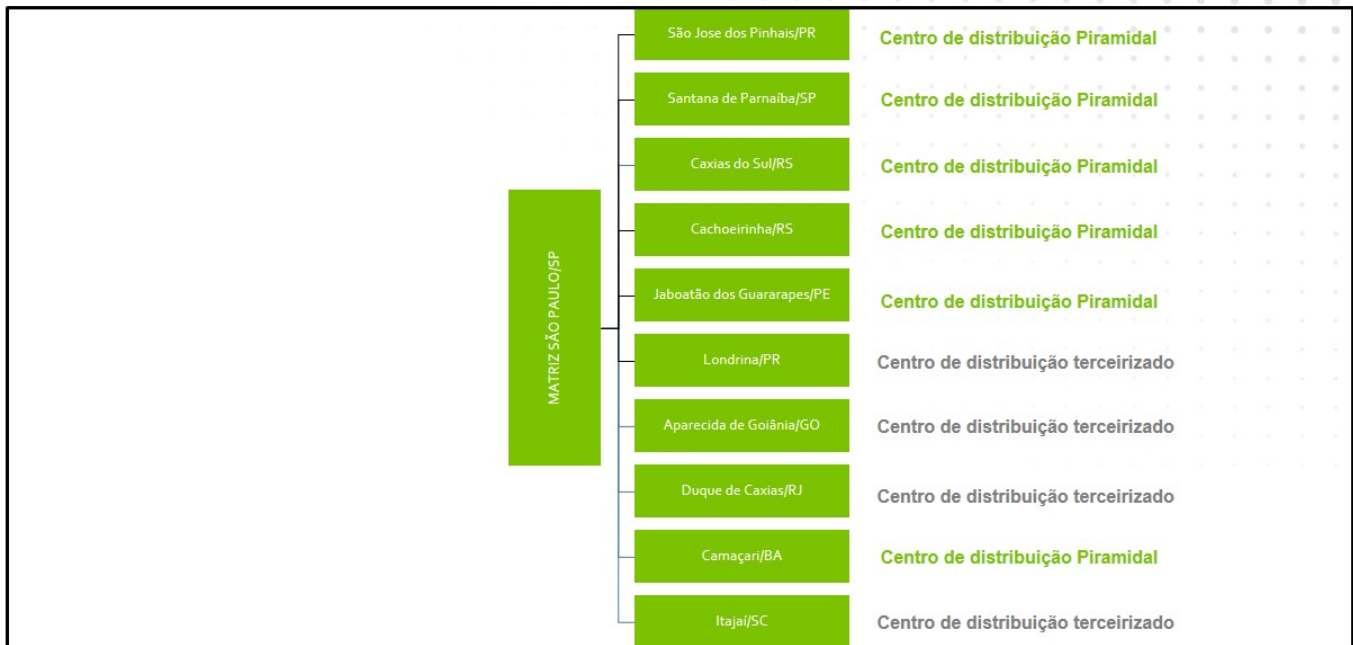 São Jose dos Pinhais/PR Centro de distribuição Piramidal
Santana de Parnaíba/SP Centro de distribuição Piramidal
Caxias do Sul/RS Centro de distribuição Piramidal
Cachoeirinha/RS Centro de distribuição Piramidal
MATRIZ SÃO PAULO/SP
Jaboatão dos Guararapes/PE Centro de distribuição Piramidal
Londrina/PR Centro de distribuição terceirizado
Aparecida de Goiânia/GO Centro de distribuição terceirizado
Duque de Caxias/RJ Centro de distribuição terceirizado
Camaçari/BA Centro de distribuição Piramidal
Itajaí/SC Centro de distribuição terceirizado